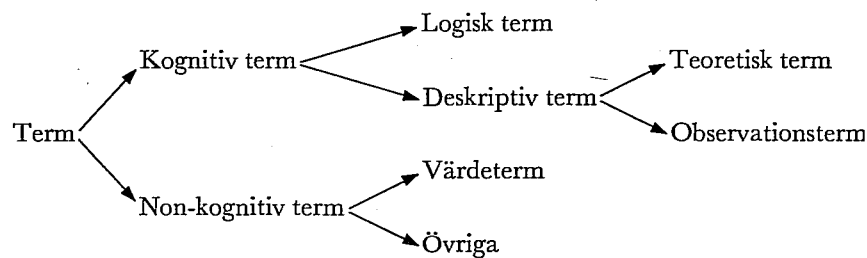 Logisk term
Kognitiv term
Teoretisk term
Deskriptiv term
Term
Observationsterm
Värdeterm
Non-kognitiv term
Övriga